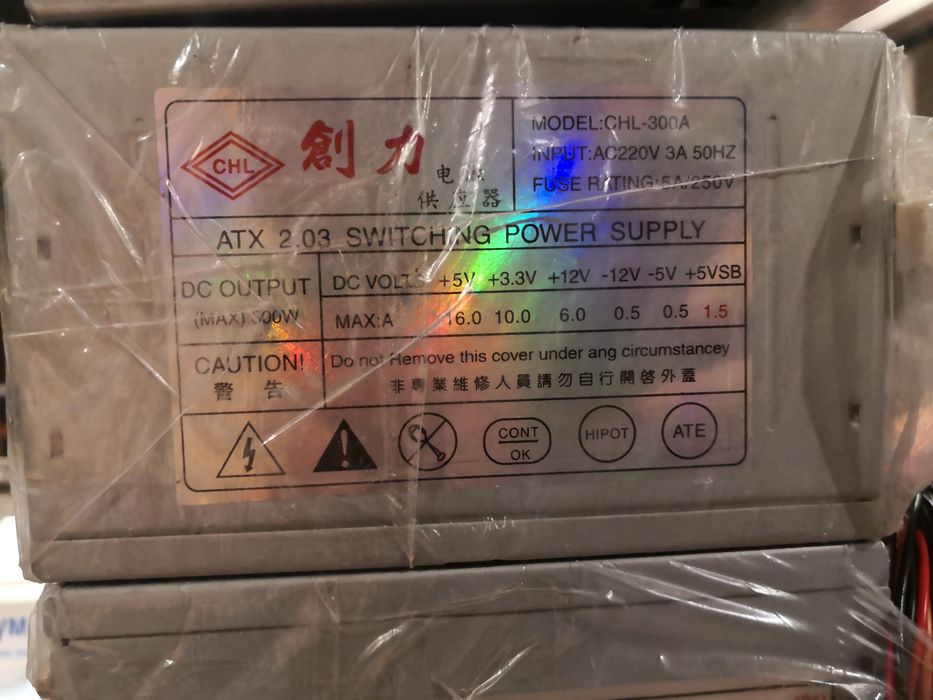 CHL
創力
电源
供应器
MODEL:CHL-300A
INPUT:AC220V 3A 50HZ
FUSE RATING:5A/250V
ATX 2.03 SWITCHING POWER SUPPLY
DC OUTPUT
(MAX):300W
DC VOLTS +5V +3.3V +12V -12V -5V +5VSB
MAX:A 16.0 10.0 6.0 0.5 0.5 1.5
CAUTION!
警告
Do not Remove this cover under ang circumstancey
非專業維修人員請勿自行開啓外蓋
CONT
OK
HIPOT
ATE